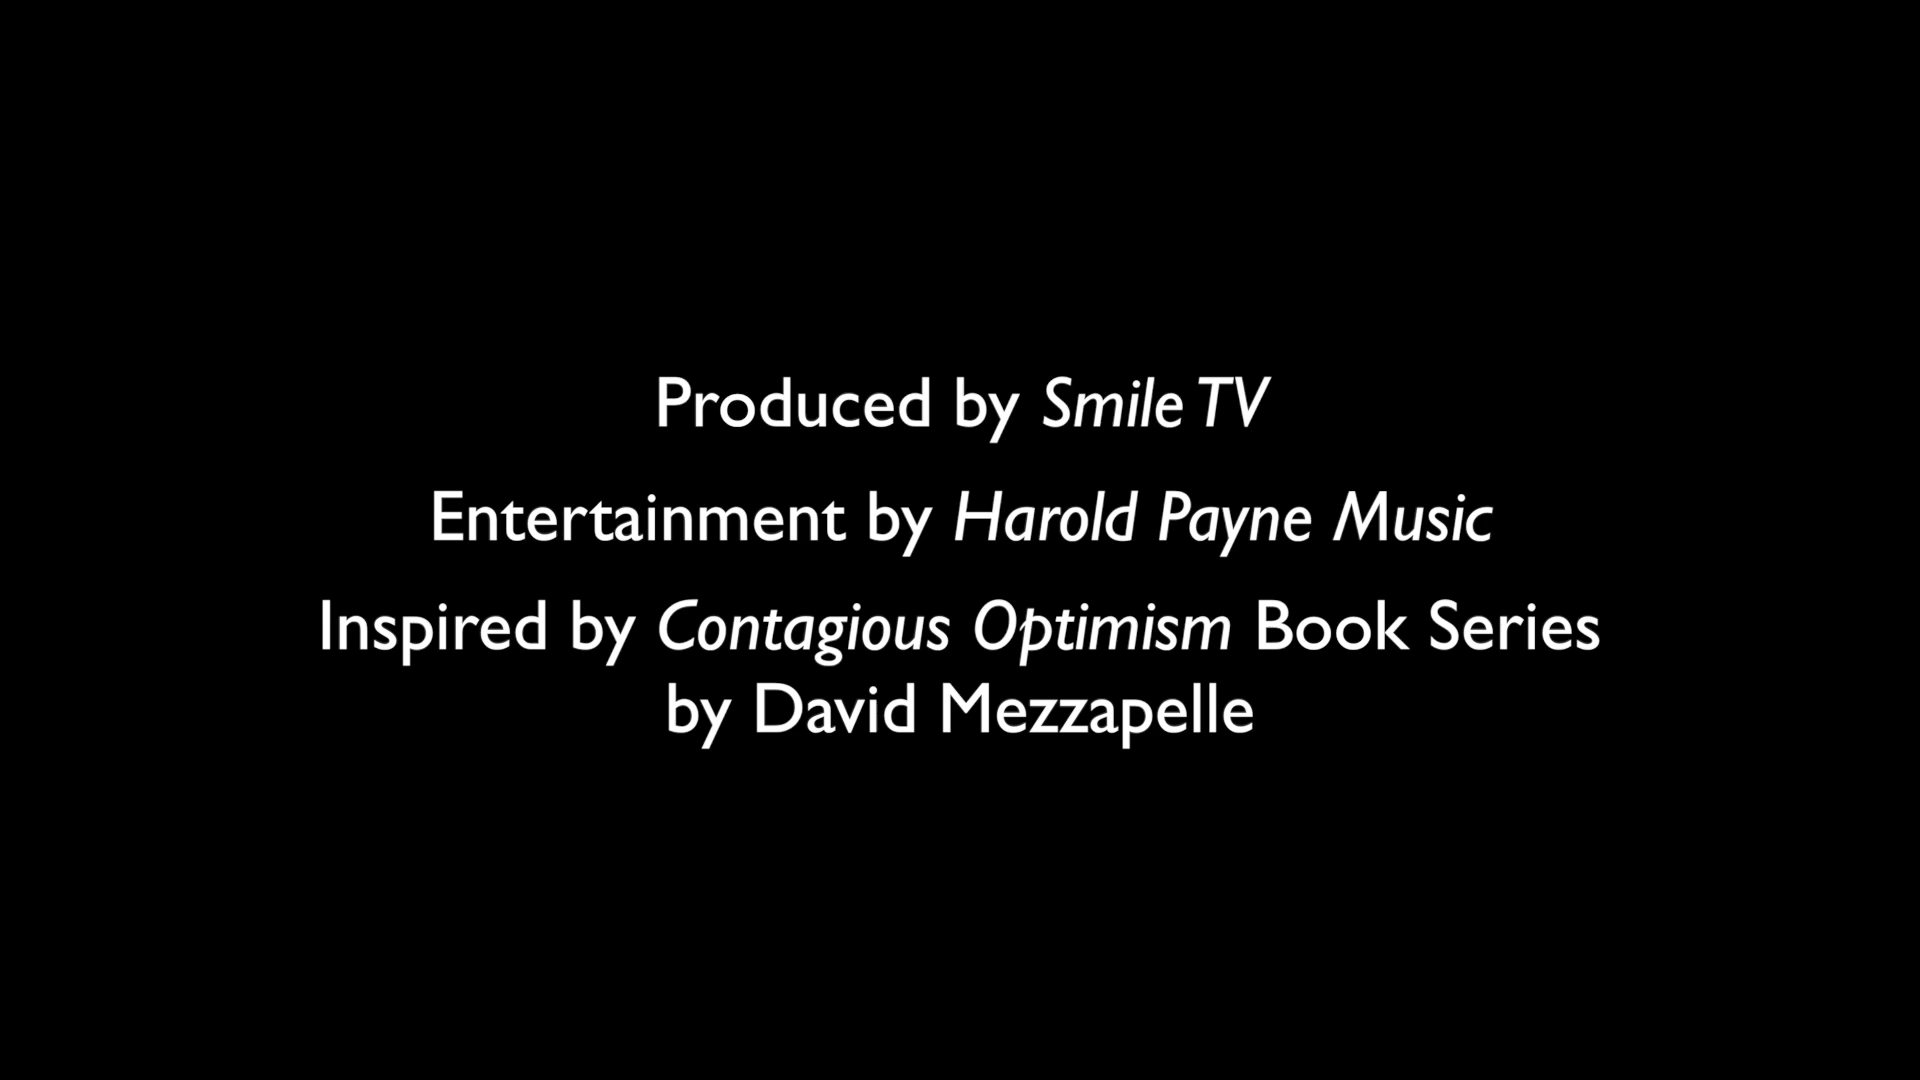 Produced by Smile TV
Entertainment by Harold Payne Music
Inspired by Contagious Optimism Book Series
by David Mezzapelle